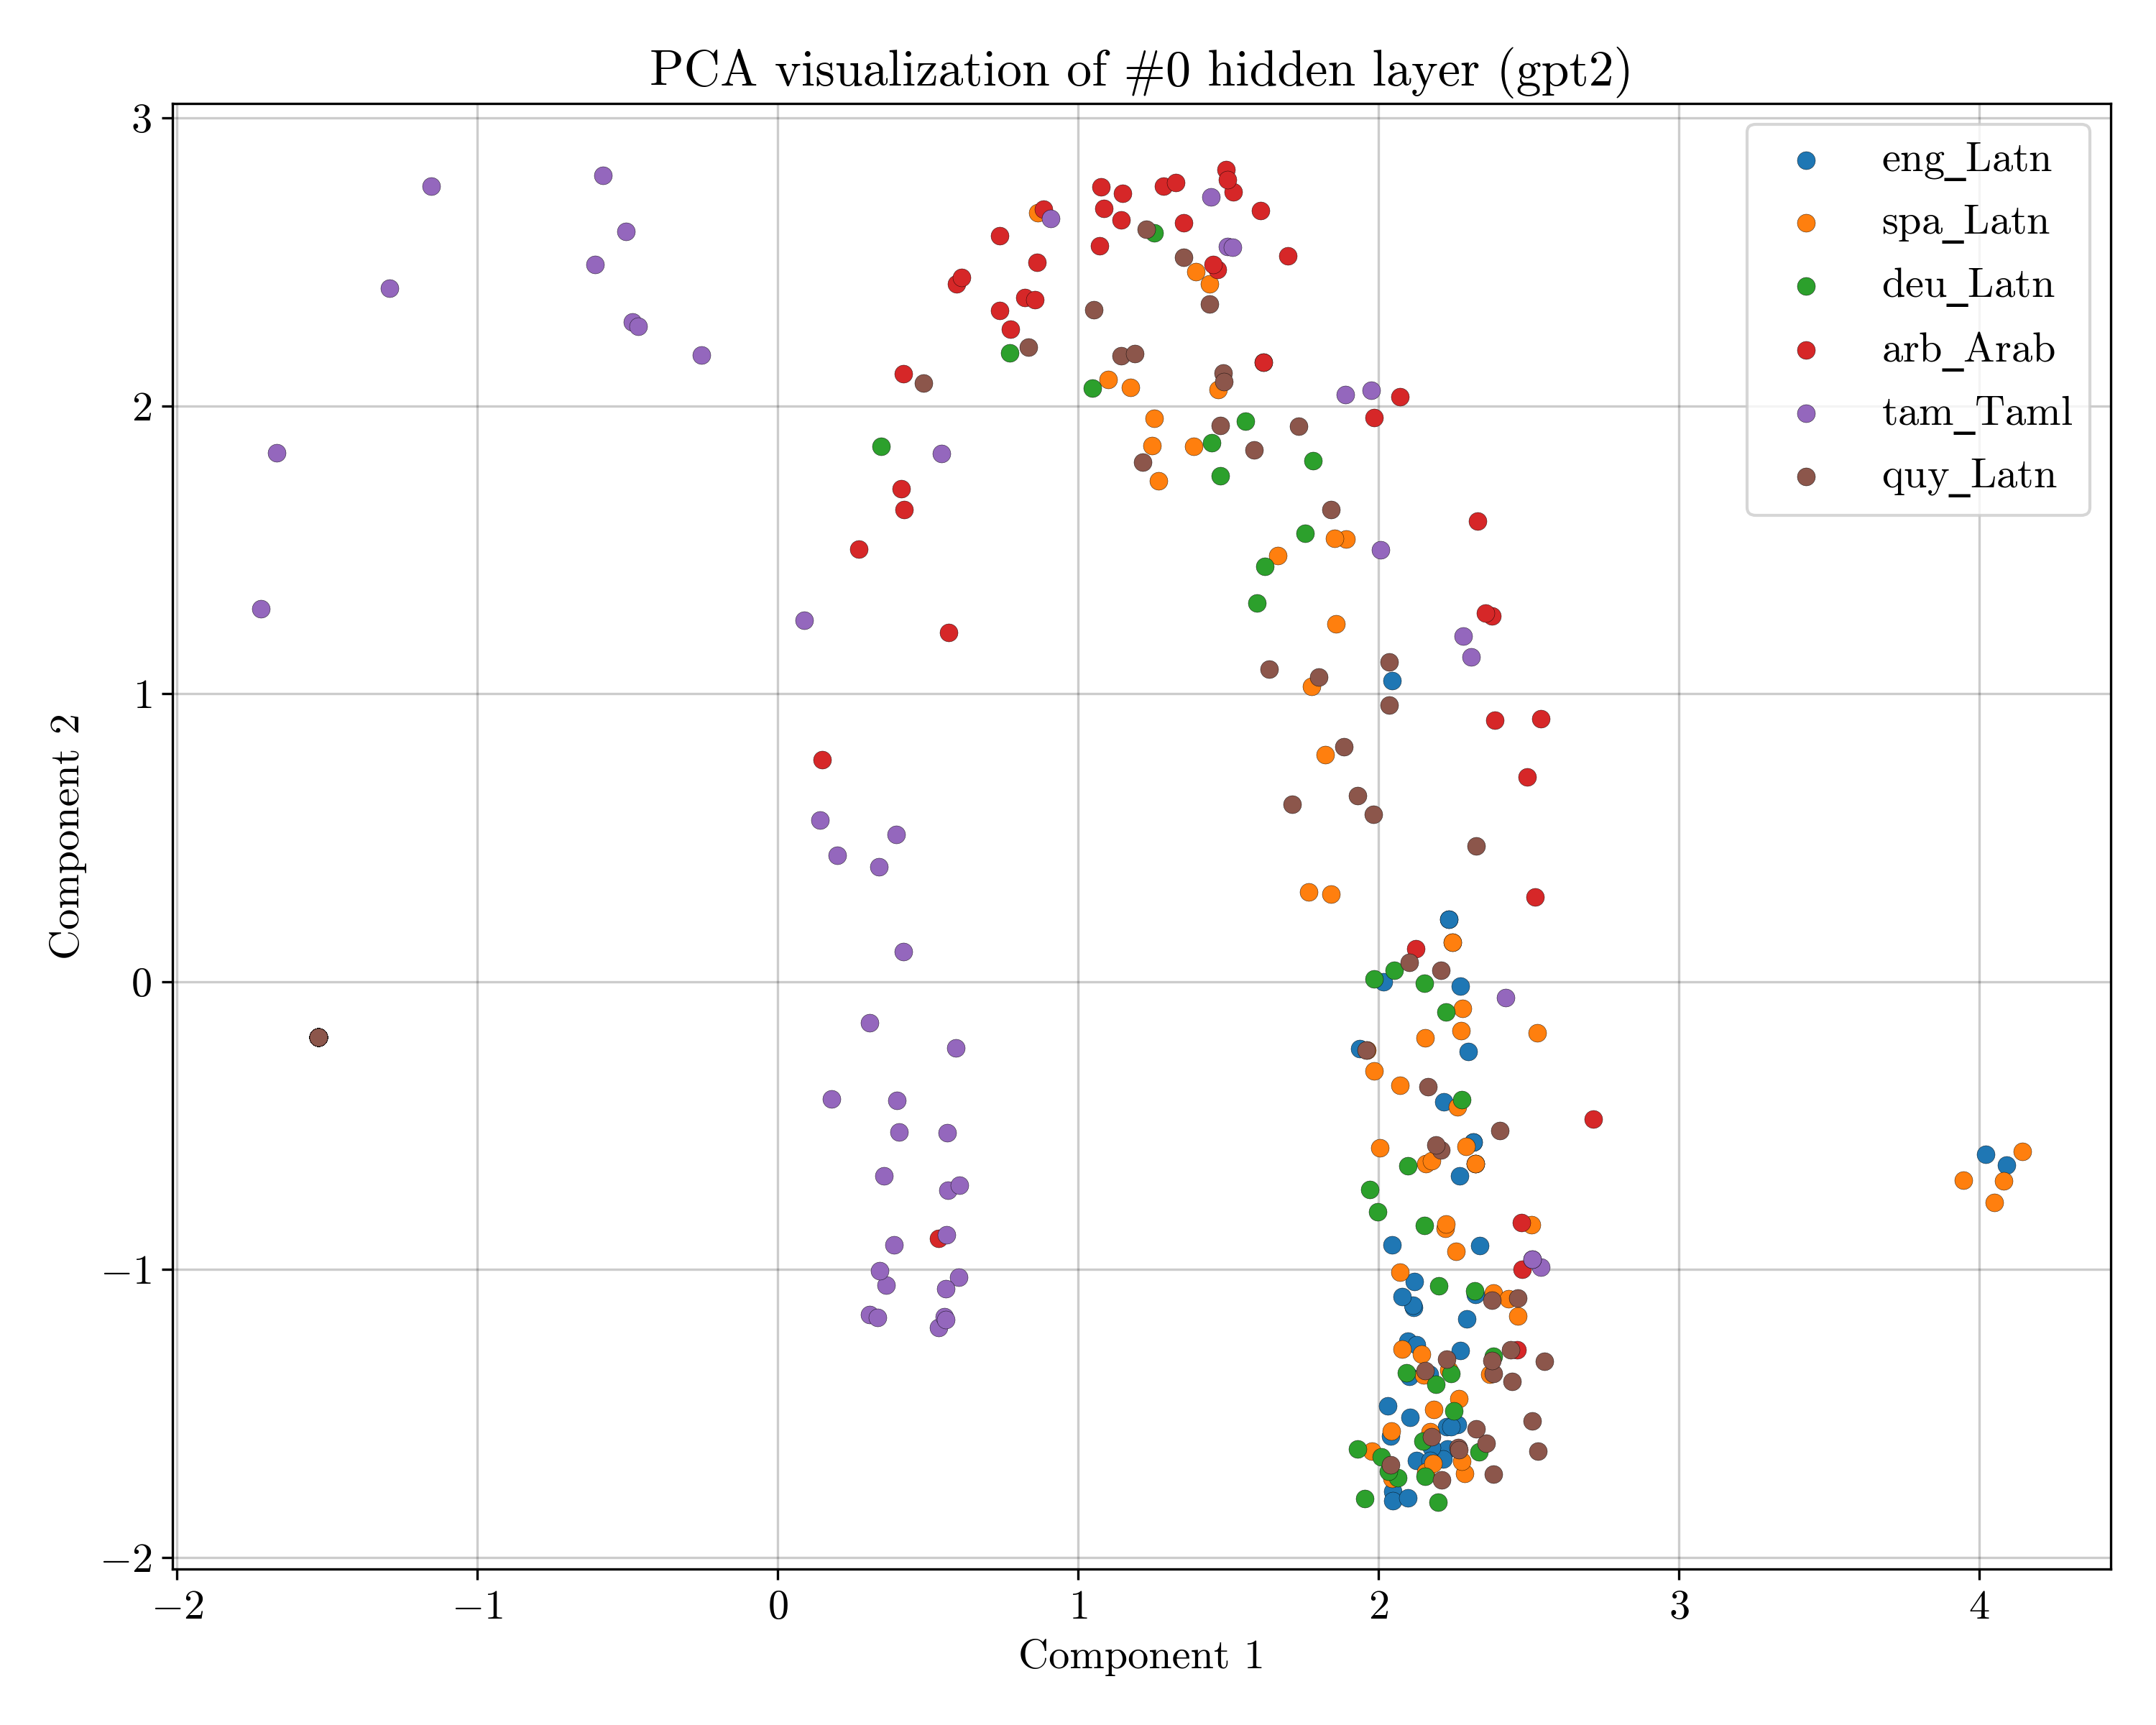 PCA visualization of #0 hidden layer (gpt2)
3
2
1
0
−1
−2
Component 2
eng_Latn
spa_Latn
deu_Latn
arb_Arab
tam_Taml
quy_Latn
−2 −1 0 1 2 3 4
Component 1